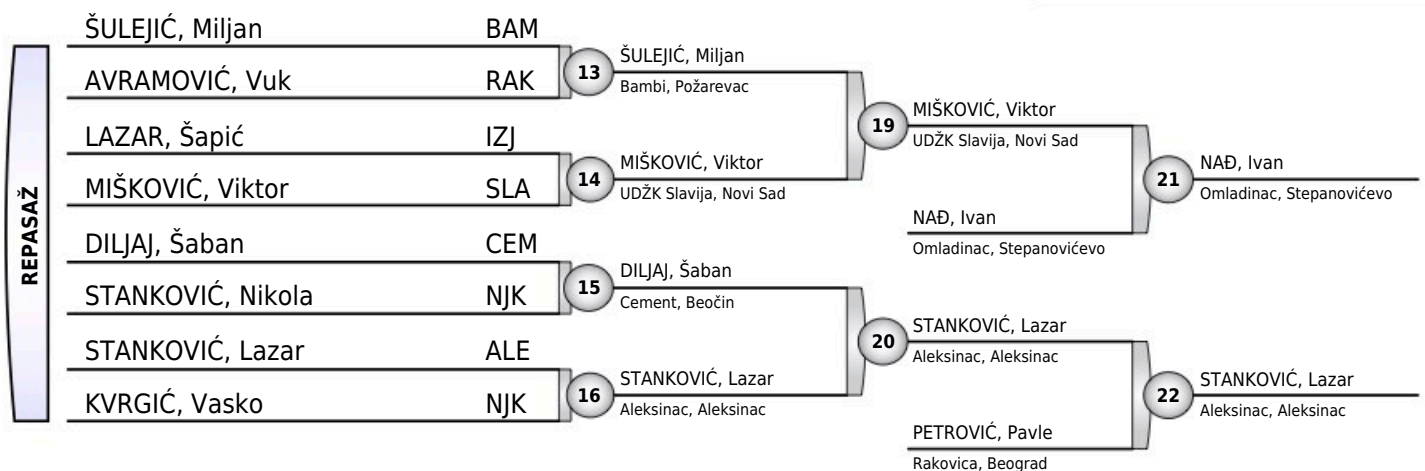 REPASAŽ
ŠULEJIĆ, Miljan BAM
AVRAMOVIĆ, Vuk RAK
LAZAR, Šapić IZJ
MIŠKOVIĆ, Viktor SLA
DILJAJ, Šaban CEM
STANKOVIĆ, Nikola NJK
STANKOVIĆ, Lazar ALE
KVRGIĆ, Vasko NJK
13
ŠULEJIĆ, Miljan
Bambi, Požarevac
14
MIŠKOVIĆ, Viktor
UDŽK Slavija, Novi Sad
15
DILJAJ, Šaban
Cement, Beočin
16
STANKOVIĆ, Lazar
Aleksinac, Aleksinac
19
MIŠKOVIĆ, Viktor
UDŽK Slavija, Novi Sad
NAĐ, Ivan
Omladinac, Stepanovićevo
20
STANKOVIĆ, Lazar
Aleksinac, Aleksinac
PETROVIĆ, Pavle
Rakovica, Beograd
21
NAĐ, Ivan
Omladinac, Stepanovićevo
22
STANKOVIĆ, Lazar
Aleksinac, Aleksinac